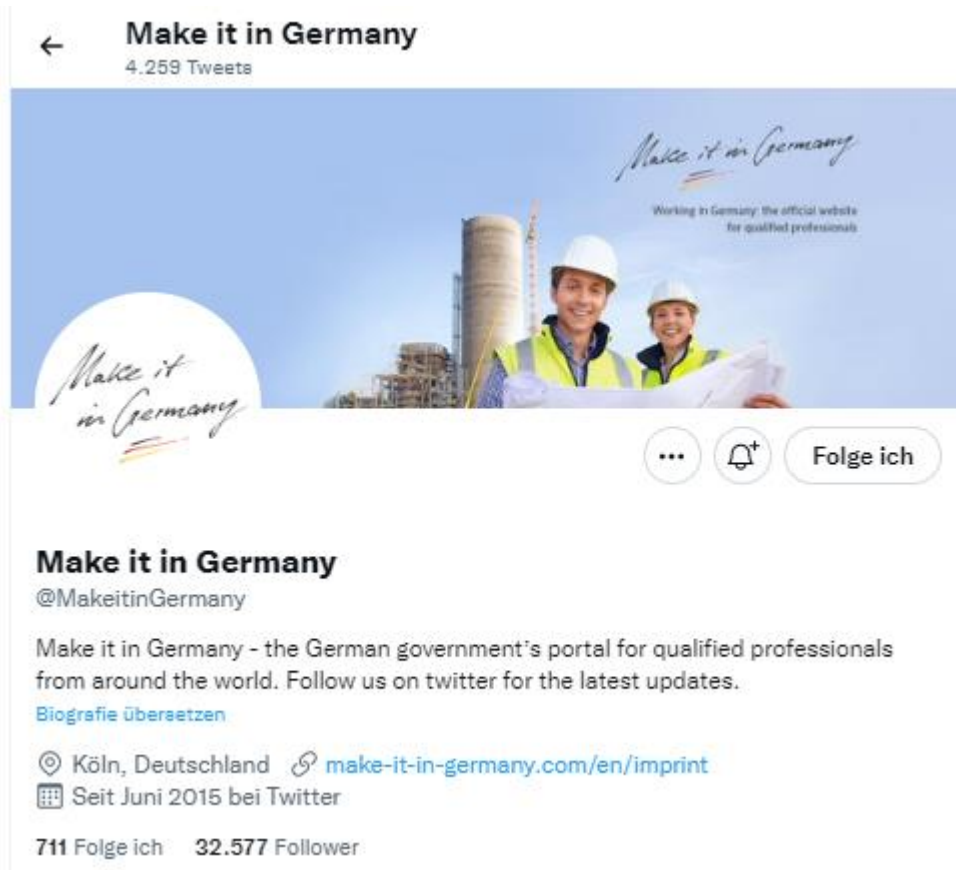 Make it in Germany
4.259 Tweets
Make it in Germany
Working in Germany: the official website
for qualified professionals
Make it
in Germany
Folge ich
Make it in Germany
@MakeitinGermany
Make it in Germany - the German government's portal for qualified professionals
from around the world. Follow us on twitter for the latest updates.
Biografie übersetzen
Köln, Deutschland make-it-in-germany.com/en/imprint
Seit Juni 2015 bei Twitter
711 Folge ich 32.577 Follower